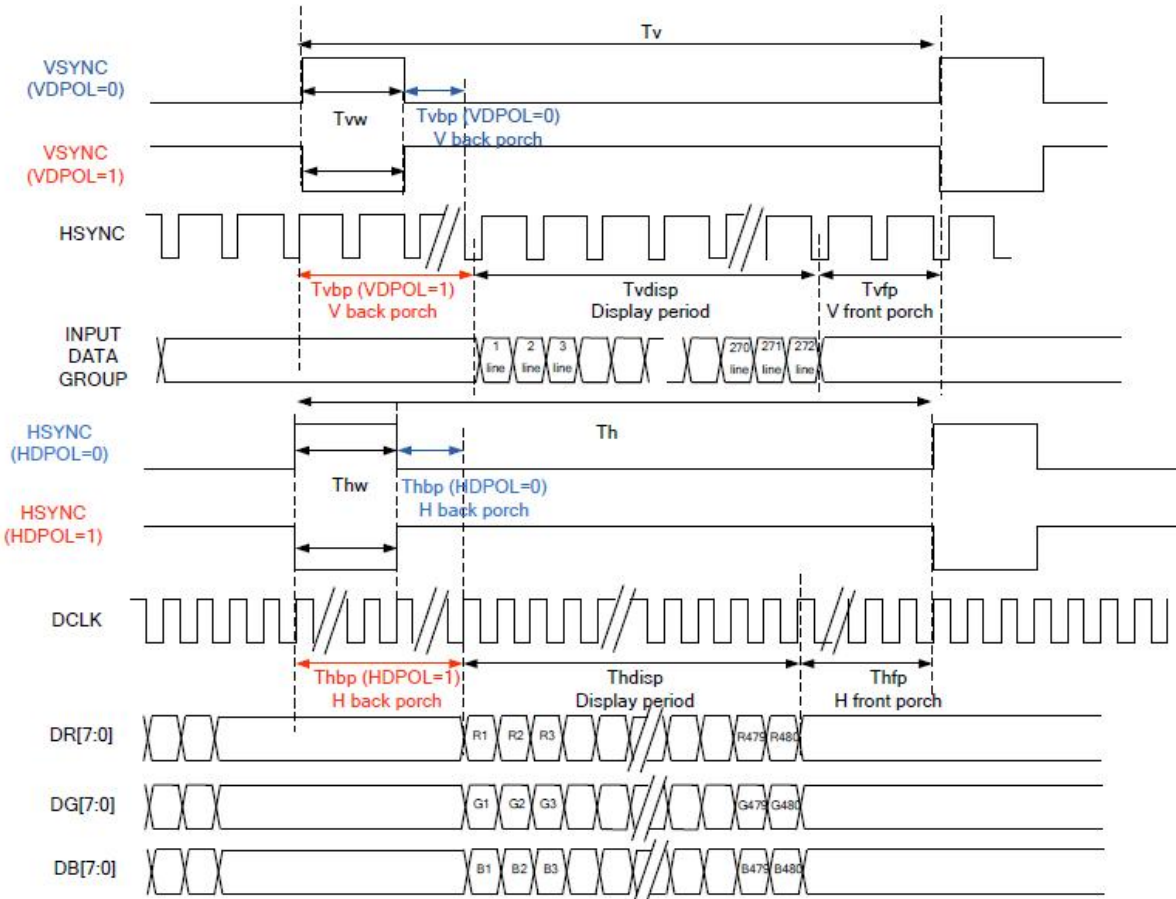 Tv
VSYNC
(VDPOL=0)
Tvw
Tvbp (VDPOL=0)
V back porch
VSYNC
(VDPOL=1)
HSYNC
Tvbp (VDPOL=1)
V back porch
Tvdisp
Display period
Tvfp
V front porch
INPUT
DATA
GROUP
1
line
2
line
3
line
270
line
271
line
272
line
HSYNC
(HDPOL=0)
Th
Thw
Thbp (HDPOL=0)
H back porch
HSYNC
(HDPOL=1)
DCLK
Thbp (HDPOL=1)
H back porch
Thdisp
Display period
Thfp
H front porch
DR[7:0]
R1 R2 R3 R479 R480
DG[7:0]
G1 G2 G3 G479 G480
DB[7:0]
B1 B2 B3 B479 B480